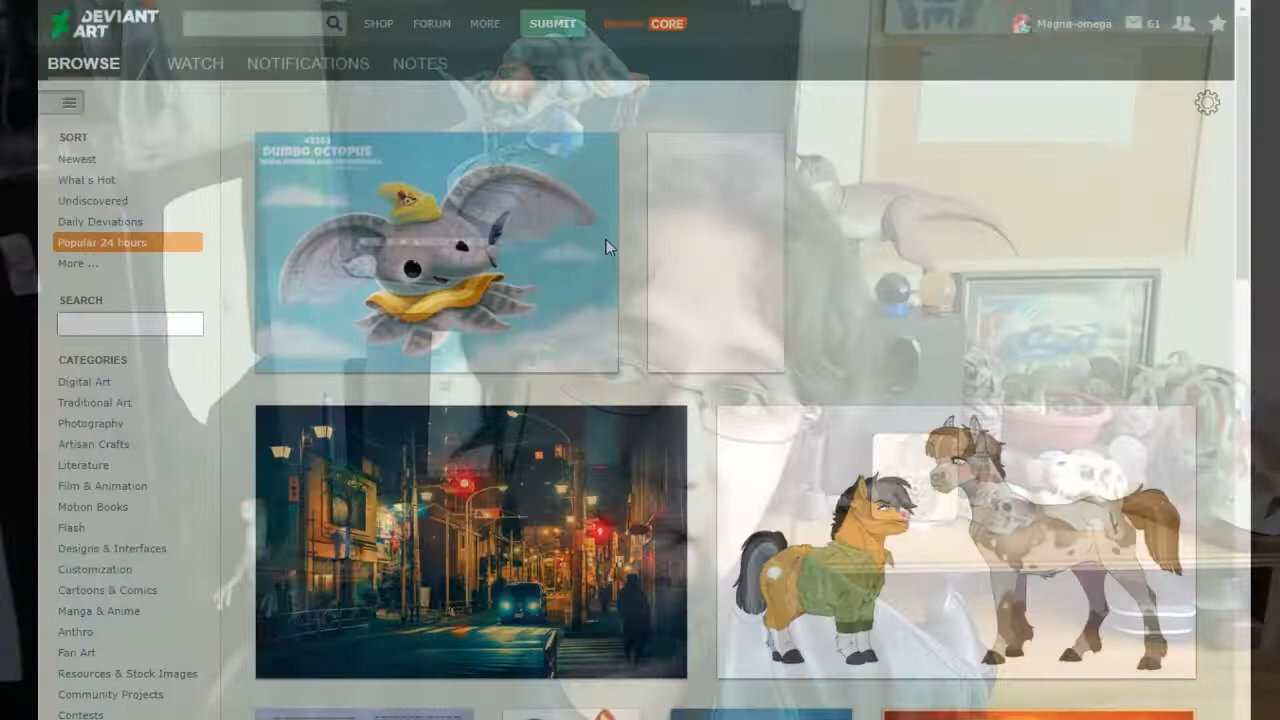 DEVIANT
ART
SHOP
FORUM
MORE
SUBMIT
CORE
Magna-omega
61
BROWSE
WATCH
NOTIFICATIONS
NOTES
SORT
Newest
What's Hot
Undiscovered
Daily Deviations
Popular 24 hours
More ...
SEARCH
CATEGORIES
Digital Art
Traditional Art
Photography
Artisan Crafts
Literature
Film & Animation
Motion Books
Flash
Designs & Interfaces
Customization
Cartoons & Comics
Manga & Anime
Anthro
Fan Art
Resources & Stock Images
Community Projects
Contests
DUMBO OCTOPUS